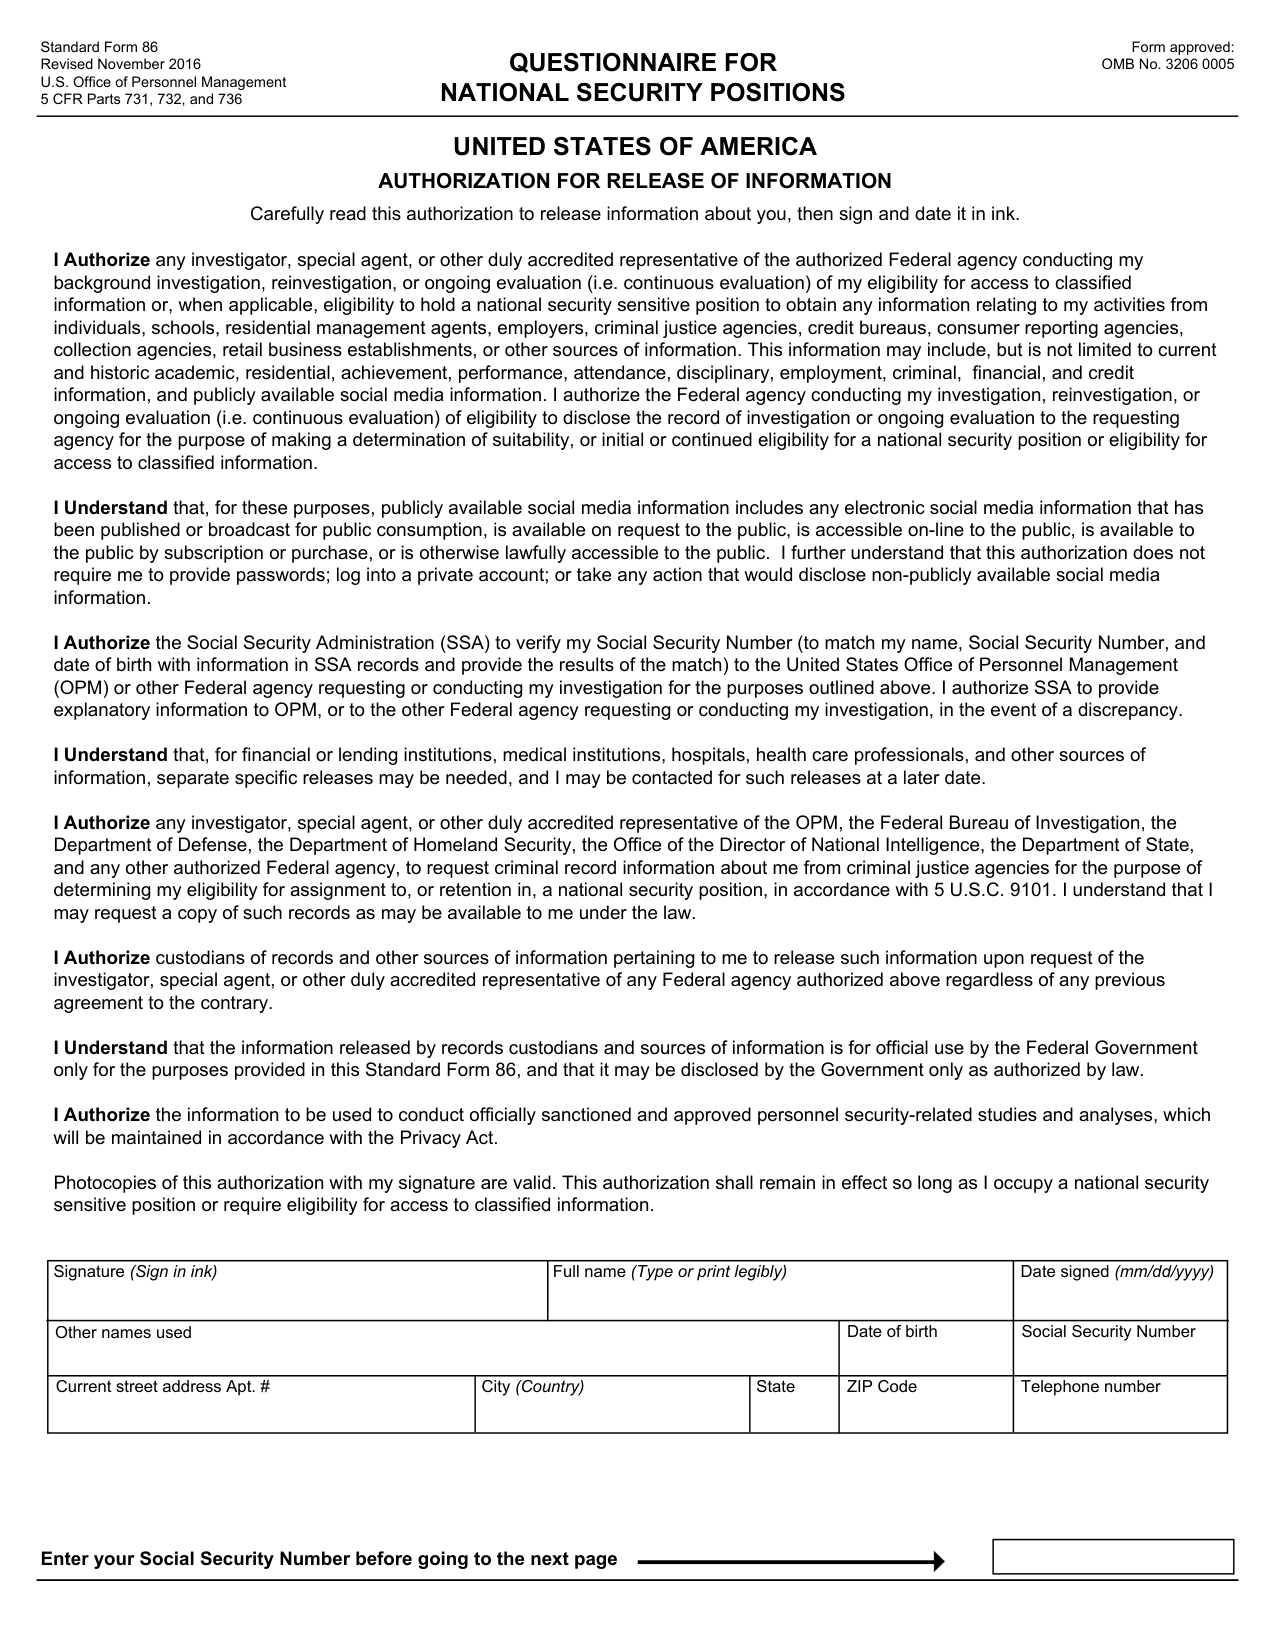 Standard Form 86
Revised November 2016
U.S. Office of Personnel Management
5 CFR Parts 731, 732, and 736
QUESTIONNAIRE FOR
NATIONAL SECURITY POSITIONS
Form approved:
OMB No. 3206 0005
UNITED STATES OF AMERICA
AUTHORIZATION FOR RELEASE OF INFORMATION
Carefully read this authorization to release information about you, then sign and date it in ink.
I Authorize any investigator, special agent, or other duly accredited representative of the authorized Federal agency conducting my
background investigation, reinvestigation, or ongoing evaluation (i.e. continuous evaluation) of my eligibility for access to classified
information or, when applicable, eligibility to hold a national security sensitive position to obtain any information relating to my activities from
individuals, schools, residential management agents, employers, criminal justice agencies, credit bureaus, consumer reporting agencies,
collection agencies, retail business establishments, or other sources of information. This information may include, but is not limited to current
and historic academic, residential, achievement, performance, attendance, disciplinary, employment, criminal,  financial, and credit
information, and publicly available social media information. I authorize the Federal agency conducting my investigation, reinvestigation, or
ongoing evaluation (i.e. continuous evaluation) of eligibility to disclose the record of investigation or ongoing evaluation to the requesting
agency for the purpose of making a determination of suitability, or initial or continued eligibility for a national security position or eligibility for
access to classified information.
I Understand that, for these purposes, publicly available social media information includes any electronic social media information that has
been published or broadcast for public consumption, is available on request to the public, is accessible on-line to the public, is available to
the public by subscription or purchase, or is otherwise lawfully accessible to the public.  I further understand that this authorization does not
require me to provide passwords; log into a private account; or take any action that would disclose non-publicly available social media
information.
I Authorize the Social Security Administration (SSA) to verify my Social Security Number (to match my name, Social Security Number, and
date of birth with information in SSA records and provide the results of the match) to the United States Office of Personnel Management
(OPM) or other Federal agency requesting or conducting my investigation for the purposes outlined above. I authorize SSA to provide
explanatory information to OPM, or to the other Federal agency requesting or conducting my investigation, in the event of a discrepancy.
I Understand that, for financial or lending institutions, medical institutions, hospitals, health care professionals, and other sources of
information, separate specific releases may be needed, and I may be contacted for such releases at a later date.
I Authorize any investigator, special agent, or other duly accredited representative of the OPM, the Federal Bureau of Investigation, the
Department of Defense, the Department of Homeland Security, the Office of the Director of National Intelligence, the Department of State,
and any other authorized Federal agency, to request criminal record information about me from criminal justice agencies for the purpose of
determining my eligibility for assignment to, or retention in, a national security position, in accordance with 5 U.S.C. 9101. I understand that I
may request a copy of such records as may be available to me under the law.
I Authorize custodians of records and other sources of information pertaining to me to release such information upon request of the
investigator, special agent, or other duly accredited representative of any Federal agency authorized above regardless of any previous
agreement to the contrary.
I Understand that the information released by records custodians and sources of information is for official use by the Federal Government
only for the purposes provided in this Standard Form 86, and that it may be disclosed by the Government only as authorized by law.
I Authorize the information to be used to conduct officially sanctioned and approved personnel security-related studies and analyses, which
will be maintained in accordance with the Privacy Act.
Photocopies of this authorization with my signature are valid. This authorization shall remain in effect so long as I occupy a national security
sensitive position or require eligibility for access to classified information.
Signature (Sign in ink)
Full name (Type or print legibly)
Date signed (mm/dd/yyyy)
Other names used
Date of birth
Social Security Number
Current street address Apt. #
City (Country)
State
ZIP Code
Telephone number
Enter your Social Security Number before going to the next page